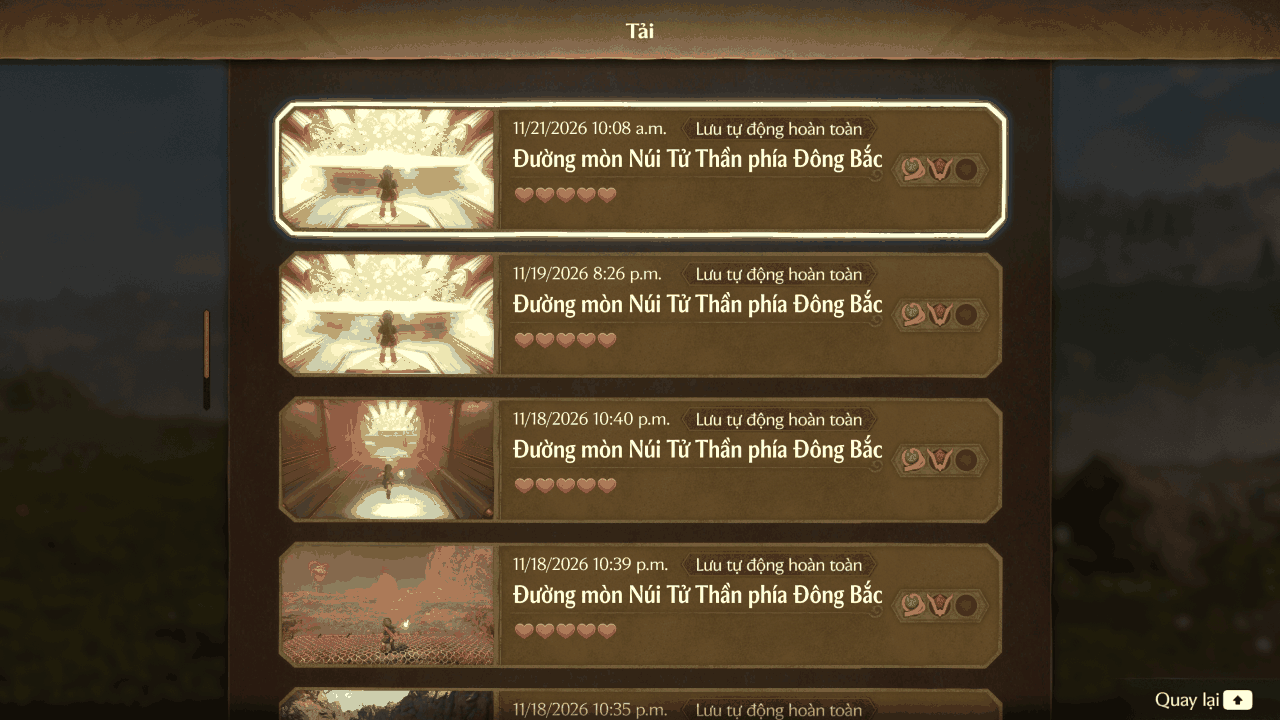 Tải
11/21/2026 10:08 a.m. Lưu tự động hoàn toàn
Đường mòn Núi Tử Thần phía Đông Bắc
11/19/2026 8:26 p.m. Lưu tự động hoàn toàn
Đường mòn Núi Tử Thần phía Đông Bắc
11/18/2026 10:40 p.m. Lưu tự động hoàn toàn
Đường mòn Núi Tử Thần phía Đông Bắc
11/18/2026 10:39 p.m. Lưu tự động hoàn toàn
Đường mòn Núi Tử Thần phía Đông Bắc
11/18/2026 10:35 p.m. Lưu tự động hoàn toàn
Quay lại